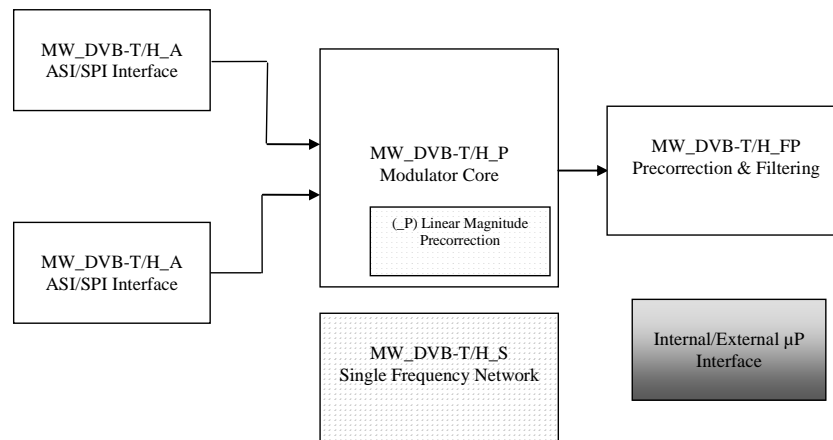 MW_DVB-T/H_A
ASI/SPI Interface
MW_DVB-T/H_P
Modulator Core
(_P) Linear Magnitude
Precorrection
MW_DVB-T/H_FP
Precorrection & Filtering
MW_DVB-T/H_A
ASI/SPI Interface
MW_DVB-T/H_S
Single Frequency Network
Internal/External µP
Interface